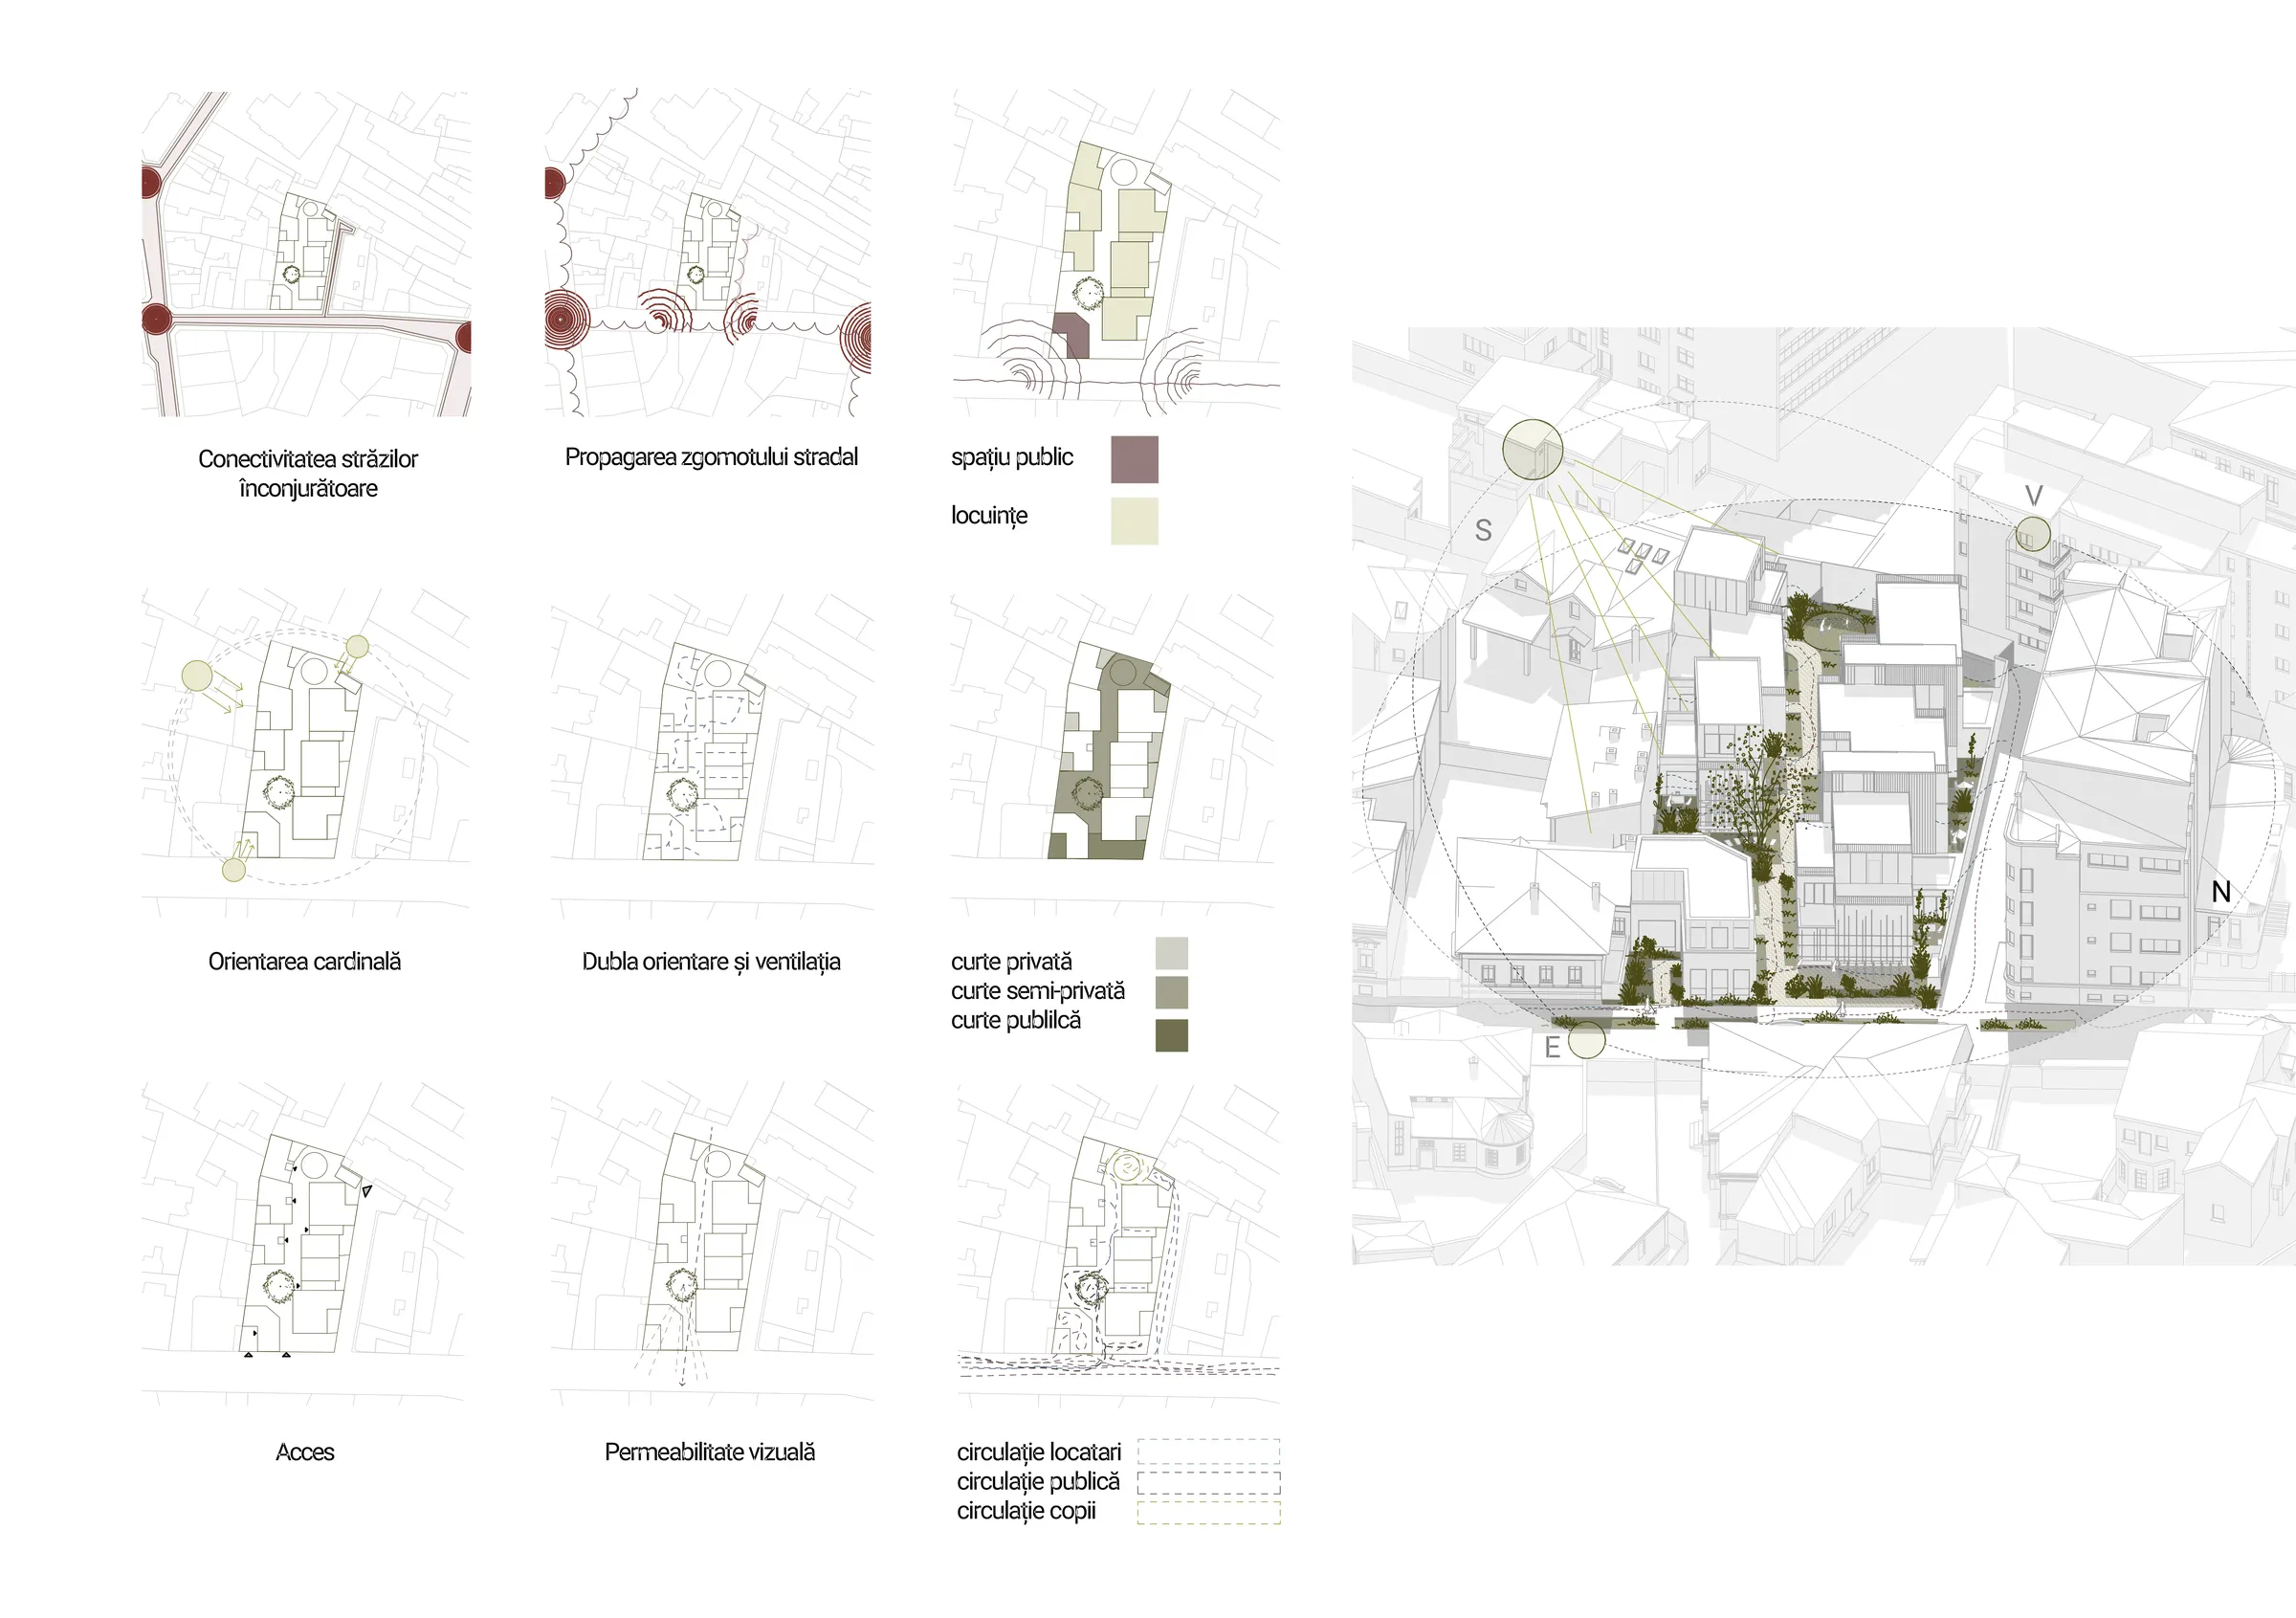 Conectivitatea străzilor
înconjurătoare
Propagarea zgomotului stradal
spațiu public
locuințe
Orientarea cardinală
Dubla orientare și ventilația
curte privată
curte semi-privată
curte publilcă
Acces
Permeabilitate vizuală
circulație locatari
circulație publică
circulație copii
S
V
N
E